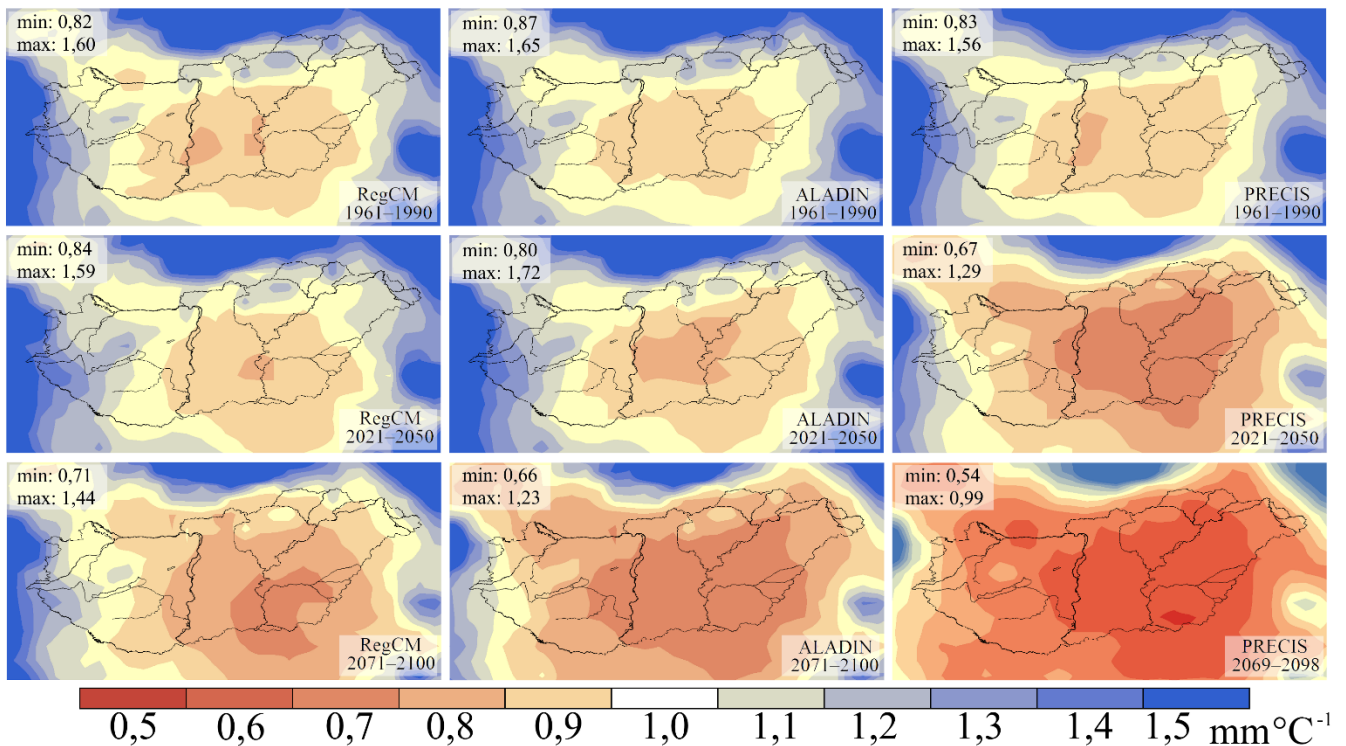 min: 0,82
max: 1,60
RegCM
1961–1990
min: 0,87
max: 1,65
ALADIN
1961–1990
min: 0,83
max: 1,56
PRECIS
1961–1990
min: 0,84
max: 1,59
RegCM
2021–2050
min: 0,80
max: 1,72
ALADIN
2021–2050
min: 0,67
max: 1,29
PRECIS
2021–2050
min: 0,71
max: 1,44
RegCM
2071–2100
min: 0,66
max: 1,23
ALADIN
2071–2100
min: 0,54
max: 0,99
PRECIS
2069–2098
0,5 0,6 0,7 0,8 0,9 1,0 1,1 1,2 1,3 1,4 1,5 mm°C⁻¹